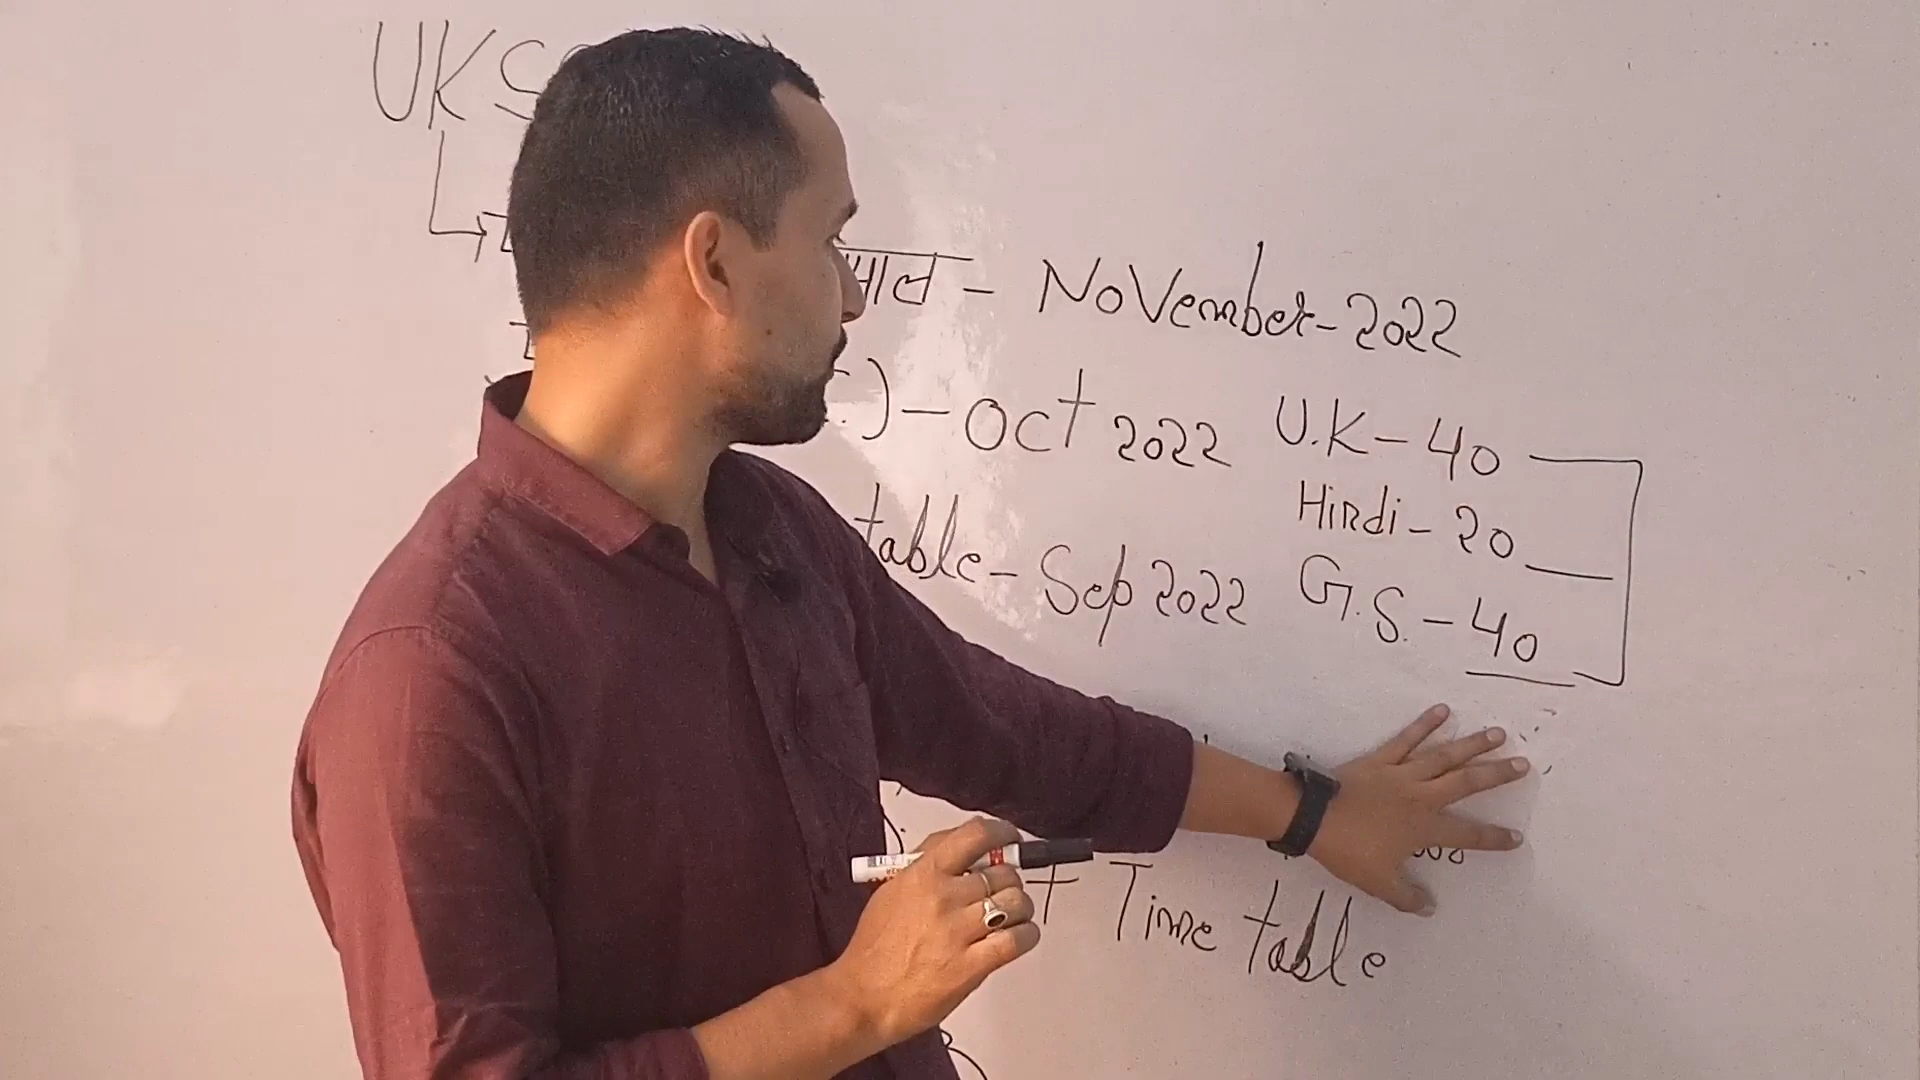 UKS
माल - November-2022
) - Oct 2022 U.K - 40
Hindi - 20
table - Sep 2022 G.S. - 40
Time table